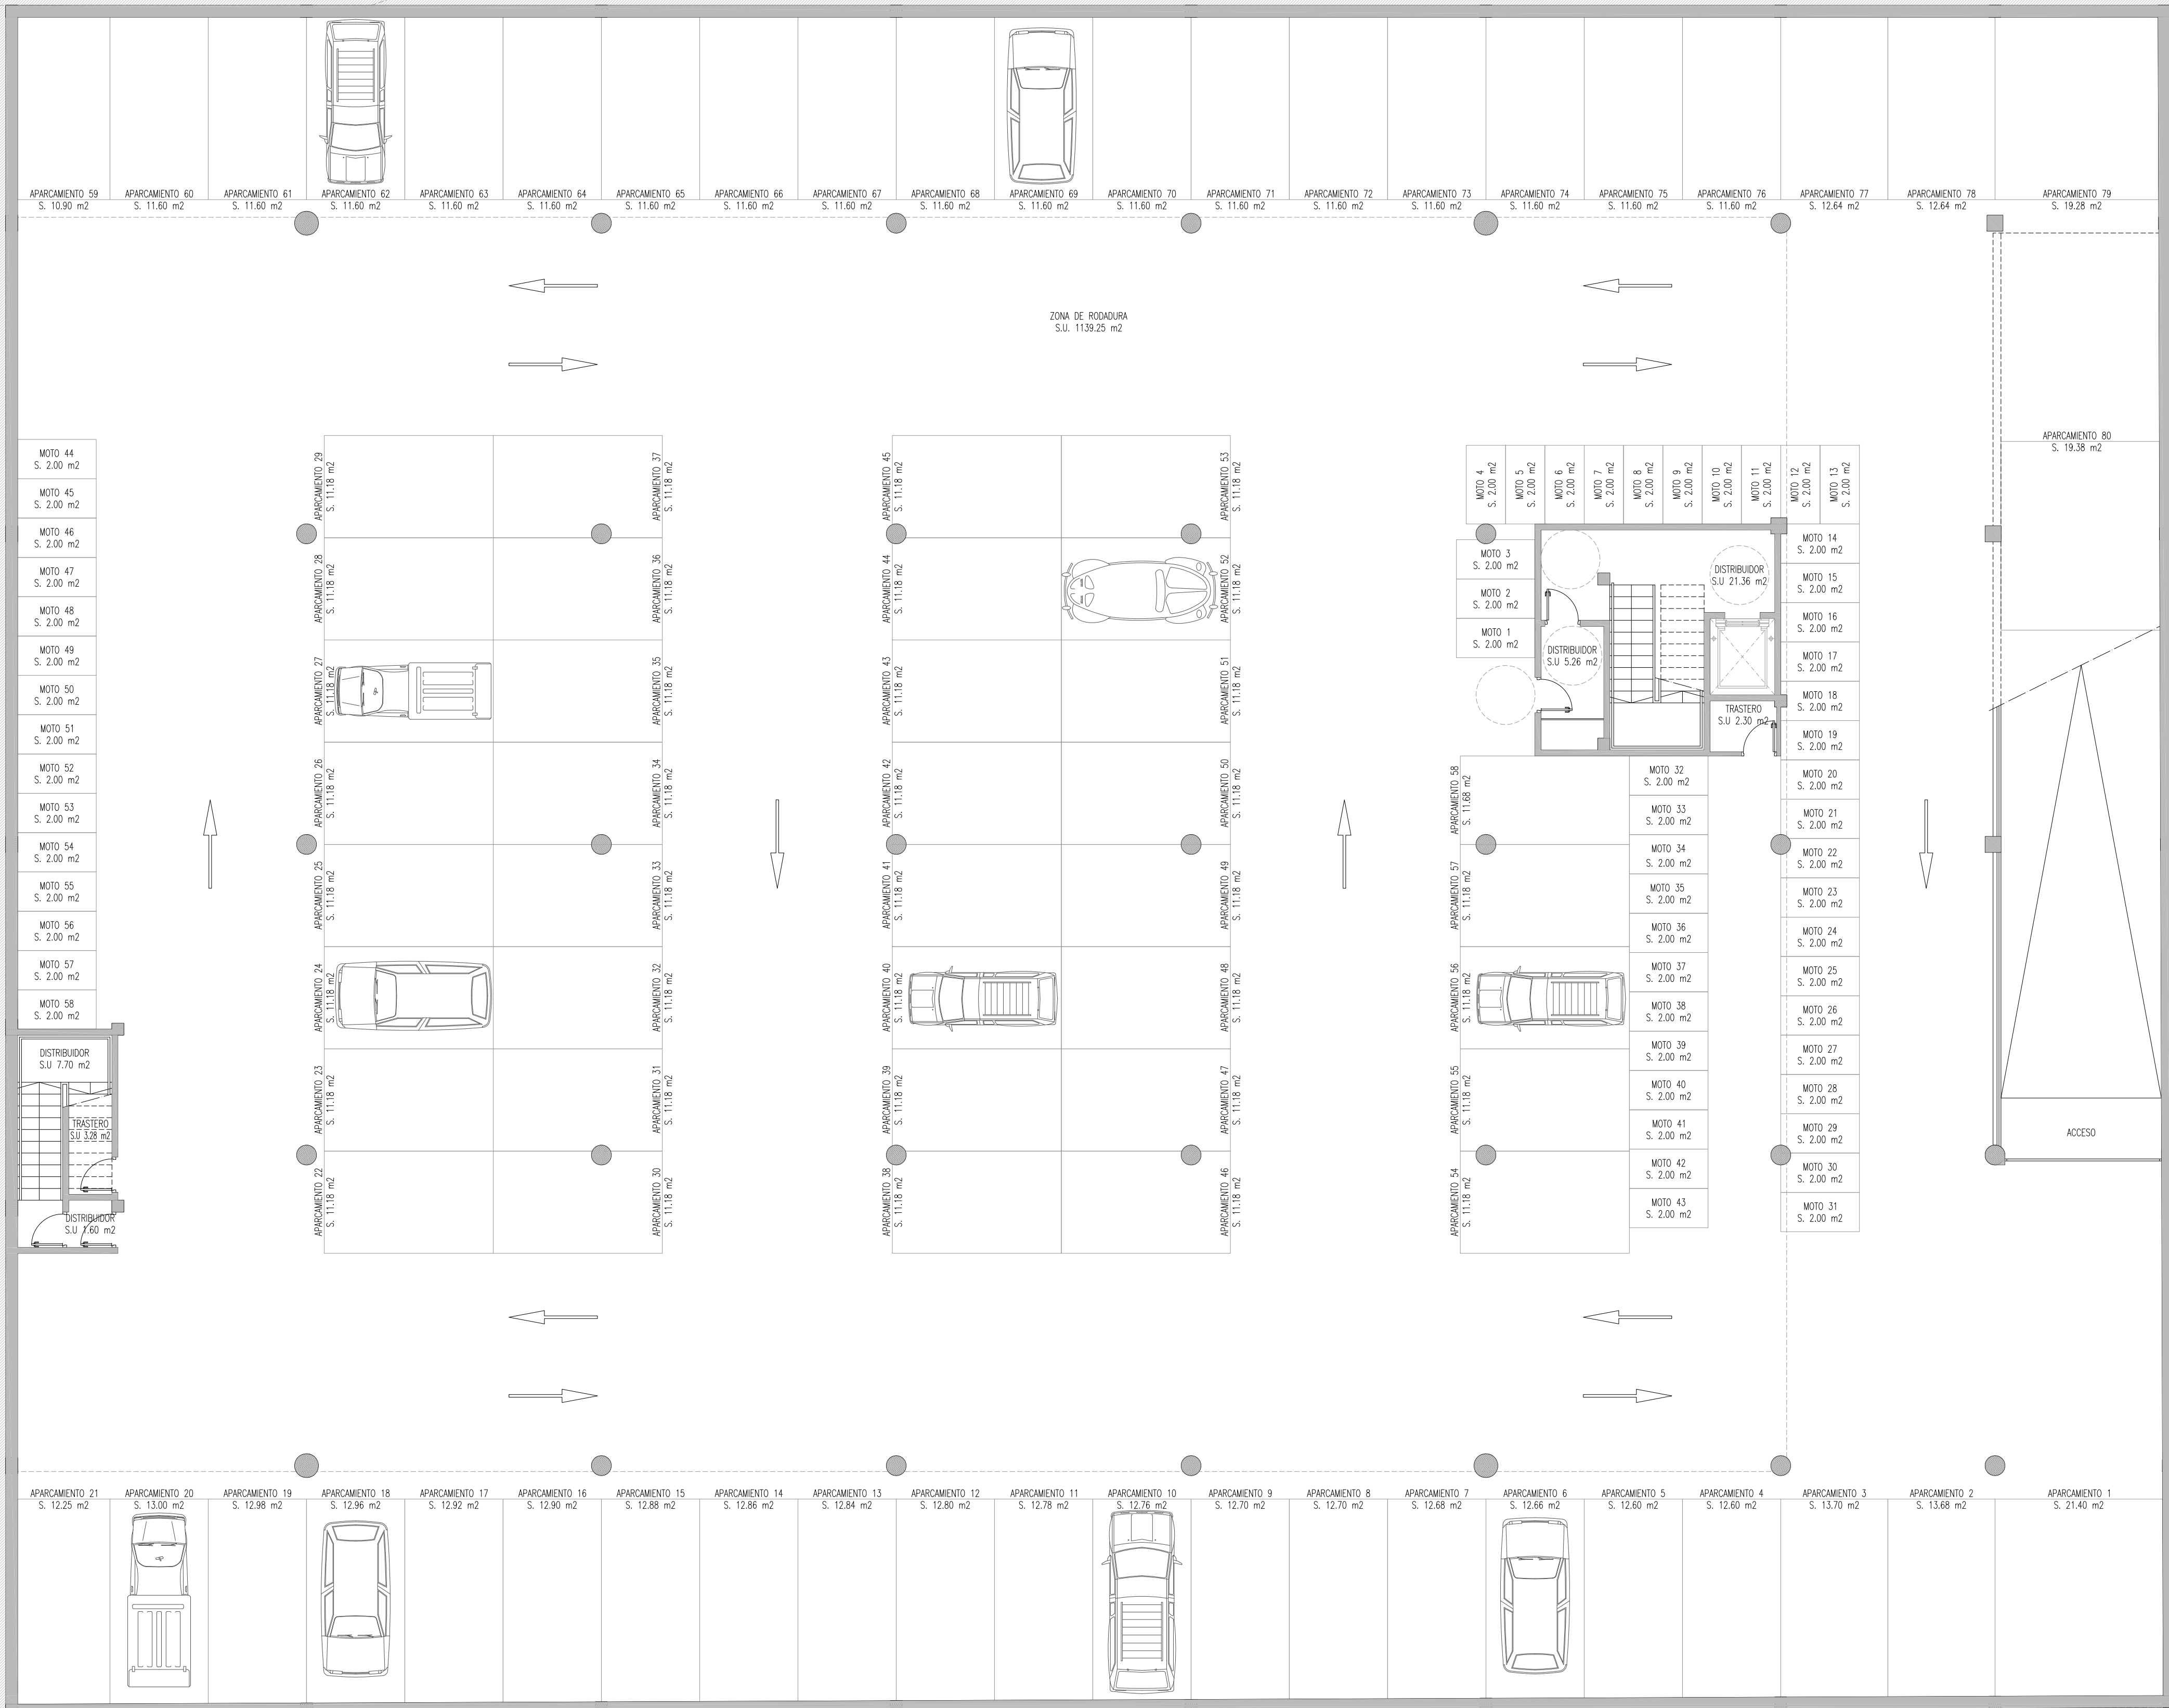 APARCAMIENTO 59
S. 10.90 m2
APARCAMIENTO 60
S. 11.60 m2
APARCAMIENTO 61
S. 11.60 m2
APARCAMIENTO 62
S. 11.60 m2
APARCAMIENTO 63
S. 11.60 m2
APARCAMIENTO 64
S. 11.60 m2
APARCAMIENTO 65
S. 11.60 m2
APARCAMIENTO 66
S. 11.60 m2
APARCAMIENTO 67
S. 11.60 m2
APARCAMIENTO 68
S. 11.60 m2
APARCAMIENTO 69
S. 11.60 m2
APARCAMIENTO 70
S. 11.60 m2
APARCAMIENTO 71
S. 11.60 m2
APARCAMIENTO 72
S. 11.60 m2
APARCAMIENTO 73
S. 11.60 m2
APARCAMIENTO 74
S. 11.60 m2
APARCAMIENTO 75
S. 11.60 m2
APARCAMIENTO 76
S. 11.60 m2
APARCAMIENTO 77
S. 12.64 m2
APARCAMIENTO 78
S. 12.64 m2
APARCAMIENTO 79
S. 19.28 m2
ZONA DE RODADURA
S.U. 1139.25 m2
APARCAMIENTO 80
S. 19.38 m2
MOTO 44
S. 2.00 m2
MOTO 45
S. 2.00 m2
MOTO 46
S. 2.00 m2
MOTO 47
S. 2.00 m2
MOTO 48
S. 2.00 m2
MOTO 49
S. 2.00 m2
MOTO 50
S. 2.00 m2
MOTO 51
S. 2.00 m2
MOTO 52
S. 2.00 m2
MOTO 53
S. 2.00 m2
MOTO 54
S. 2.00 m2
MOTO 55
S. 2.00 m2
MOTO 56
S. 2.00 m2
MOTO 57
S. 2.00 m2
MOTO 58
S. 2.00 m2
DISTRIBUIDOR
S.U 7.70 m2
TRASTERO
S.U 3.28 m2
DISTRIBUIDOR
S.U 1.60 m2
APARCAMIENTO 29
S. 11.18 m2
APARCAMIENTO 28
S. 11.18 m2
APARCAMIENTO 27
S. 11.18 m2
APARCAMIENTO 26
S. 11.18 m2
APARCAMIENTO 25
S. 11.18 m2
APARCAMIENTO 24
S. 11.18 m2
APARCAMIENTO 23
S. 11.18 m2
APARCAMIENTO 22
S. 11.18 m2
APARCAMIENTO 37
S. 11.18 m2
APARCAMIENTO 36
S. 11.18 m2
APARCAMIENTO 35
S. 11.18 m2
APARCAMIENTO 34
S. 11.18 m2
APARCAMIENTO 33
S. 11.18 m2
APARCAMIENTO 32
S. 11.18 m2
APARCAMIENTO 31
S. 11.18 m2
APARCAMIENTO 30
S. 11.18 m2
APARCAMIENTO 45
S. 11.18 m2
APARCAMIENTO 44
S. 11.18 m2
APARCAMIENTO 43
S. 11.18 m2
APARCAMIENTO 42
S. 11.18 m2
APARCAMIENTO 41
S. 11.18 m2
APARCAMIENTO 40
S. 11.18 m2
APARCAMIENTO 39
S. 11.18 m2
APARCAMIENTO 38
S. 11.18 m2
APARCAMIENTO 53
S. 11.18 m2
APARCAMIENTO 52
S. 11.18 m2
APARCAMIENTO 51
S. 11.18 m2
APARCAMIENTO 50
S. 11.18 m2
APARCAMIENTO 49
S. 11.18 m2
APARCAMIENTO 48
S. 11.18 m2
APARCAMIENTO 47
S. 11.18 m2
APARCAMIENTO 46
S. 11.18 m2
MOTO 4
S. 2.00 m2
MOTO 5
S. 2.00 m2
MOTO 6
S. 2.00 m2
MOTO 7
S. 2.00 m2
MOTO 8
S. 2.00 m2
MOTO 9
S. 2.00 m2
MOTO 10
S. 2.00 m2
MOTO 11
S. 2.00 m2
MOTO 12
S. 2.00 m2
MOTO 13
S. 2.00 m2
MOTO 3
S. 2.00 m2
MOTO 2
S. 2.00 m2
MOTO 1
S. 2.00 m2
DISTRIBUIDOR
S.U 21.36 m2
DISTRIBUIDOR
S.U 5.26 m2
TRASTERO
S.U 2.30 m2
APARCAMIENTO 58
S. 11.68 m2
APARCAMIENTO 57
S. 11.18 m2
APARCAMIENTO 56
S. 11.18 m2
APARCAMIENTO 55
S. 11.18 m2
APARCAMIENTO 54
S. 11.18 m2
MOTO 32
S. 2.00 m2
MOTO 33
S. 2.00 m2
MOTO 34
S. 2.00 m2
MOTO 35
S. 2.00 m2
MOTO 36
S. 2.00 m2
MOTO 37
S. 2.00 m2
MOTO 38
S. 2.00 m2
MOTO 39
S. 2.00 m2
MOTO 40
S. 2.00 m2
MOTO 41
S. 2.00 m2
MOTO 42
S. 2.00 m2
MOTO 43
S. 2.00 m2
MOTO 14
S. 2.00 m2
MOTO 15
S. 2.00 m2
MOTO 16
S. 2.00 m2
MOTO 17
S. 2.00 m2
MOTO 18
S. 2.00 m2
MOTO 19
S. 2.00 m2
MOTO 20
S. 2.00 m2
MOTO 21
S. 2.00 m2
MOTO 22
S. 2.00 m2
MOTO 23
S. 2.00 m2
MOTO 24
S. 2.00 m2
MOTO 25
S. 2.00 m2
MOTO 26
S. 2.00 m2
MOTO 27
S. 2.00 m2
MOTO 28
S. 2.00 m2
MOTO 29
S. 2.00 m2
MOTO 30
S. 2.00 m2
MOTO 31
S. 2.00 m2
ACCESO
APARCAMIENTO 21
S. 12.25 m2
APARCAMIENTO 20
S. 13.00 m2
APARCAMIENTO 19
S. 12.98 m2
APARCAMIENTO 18
S. 12.96 m2
APARCAMIENTO 17
S. 12.92 m2
APARCAMIENTO 16
S. 12.90 m2
APARCAMIENTO 15
S. 12.88 m2
APARCAMIENTO 14
S. 12.86 m2
APARCAMIENTO 13
S. 12.84 m2
APARCAMIENTO 12
S. 12.80 m2
APARCAMIENTO 11
S. 12.78 m2
APARCAMIENTO 10
S. 12.76 m2
APARCAMIENTO 9
S. 12.70 m2
APARCAMIENTO 8
S. 12.70 m2
APARCAMIENTO 7
S. 12.68 m2
APARCAMIENTO 6
S. 12.66 m2
APARCAMIENTO 5
S. 12.60 m2
APARCAMIENTO 4
S. 12.60 m2
APARCAMIENTO 3
S. 13.70 m2
APARCAMIENTO 2
S. 13.68 m2
APARCAMIENTO 1
S. 21.40 m2